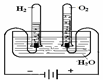 H₂
O₂
H₂O
- +